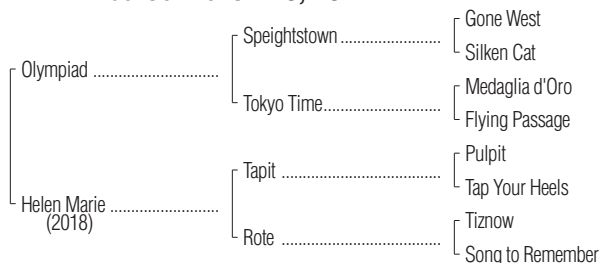 Gone West
Speightstown ..............................
Silken Cat
Olympiad .....................................
Medaglia d'Oro
Tokyo Time..................................
Flying Passage
Pulpit
Tapit .............................................
Tap Your Heels
Helen Marie ................................
(2018)
Tiznow
Rote .............................................
Song to Remember